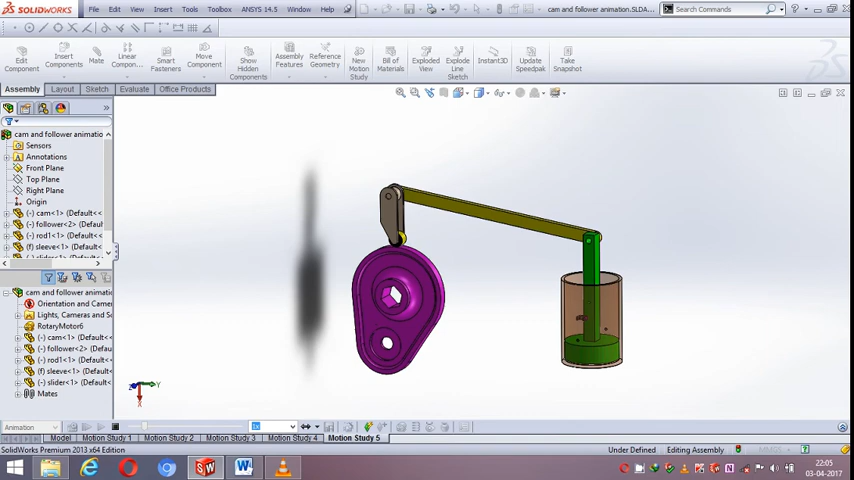 SOLIDWORKS File Edit View Insert Tools Toolbox ANSYS 14.5 Window Help cam and follower animation.SLDA... Search Commands
Edit Component
Insert Components
Mate
Linear Compon...
Smart Fasteners
Move Component
Show Hidden Components
Assembly Features
Reference Geometry
New Motion Study
Bill of Materials
Exploded View
Explode Line Sketch
Instant3D
Update Speedpak
Take Snapshot
Assembly Layout Sketch Evaluate Office Products
cam and follower animatio
Sensors
Annotations
Front Plane
Top Plane
Right Plane
Origin
(-) cam<1> (Default<<
(-) follower<2> (Defau
(-) rod1<1> (Default<
(f) sleeve<1> (Default
(-) slider<1> (Default
cam and follower animatio
Orientation and Camer
Lights, Cameras and Sc
RotaryMotor6
(-) cam<1> (Default<<
(-) follower<2> (Defau
(-) rod1<1> (Default<
(f) sleeve<1> (Default
(-) slider<1> (Default
Mates
Z Y
X
Animation
Model Motion Study 1 Motion Study 2 Motion Study 3 Motion Study 4 Motion Study 5
SolidWorks Premium 2013 x64 Edition Under Defined Editing Assembly MMGS
22:05
03-04-2017